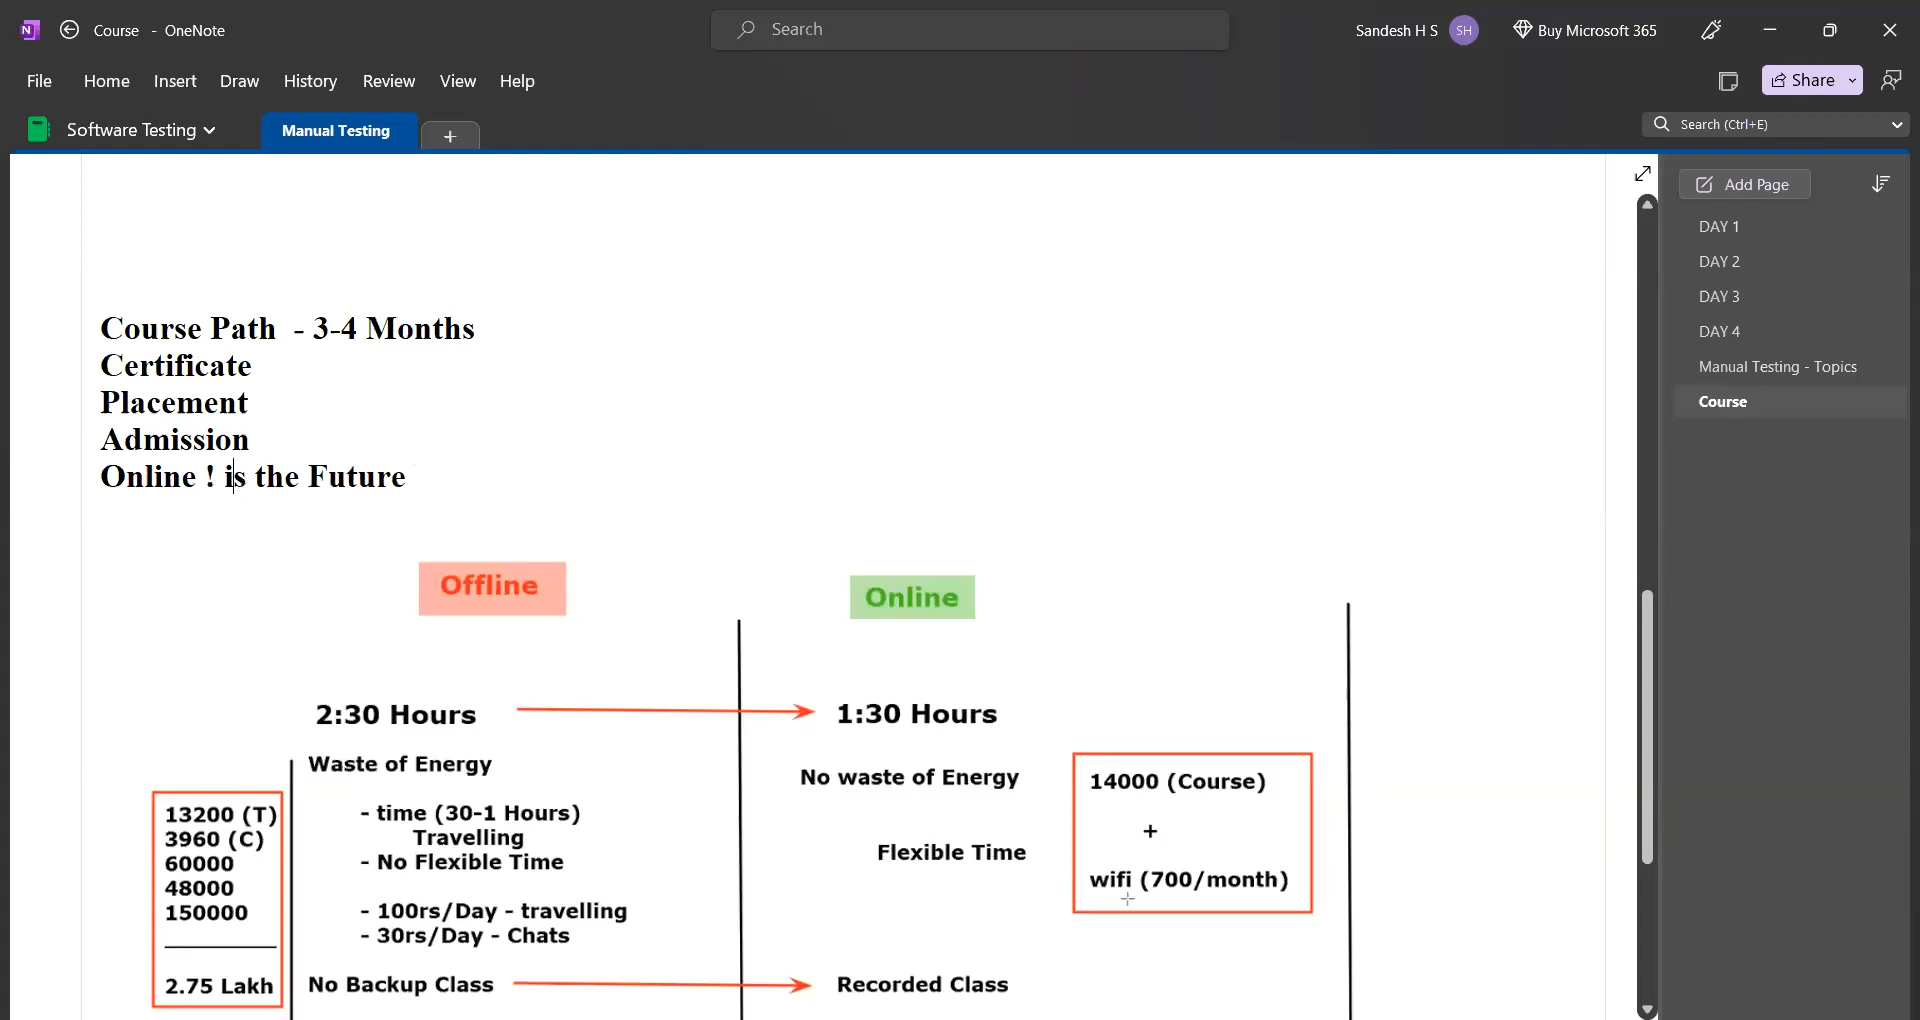 Course - OneNote
Search
Sandesh H S
SH
Buy Microsoft 365
File Home Insert Draw History Review View Help
Share
Software Testing
Manual Testing
+
Search (Ctrl+E)
Add Page
DAY 1
DAY 2
DAY 3
DAY 4
Manual Testing - Topics
Course
Course Path - 3-4 Months
Certificate
Placement
Admission
Online ! is the Future
Offline
Online
2:30 Hours
1:30 Hours
Waste of Energy
- time (30-1 Hours)
Travelling
- No Flexible Time
- 100rs/Day - travelling
- 30rs/Day - Chats
No Backup Class
13200 (T)
3960 (C)
60000
48000
150000
2.75 Lakh
No waste of Energy
Flexible Time
14000 (Course)
+
wifi (700/month)
Recorded Class